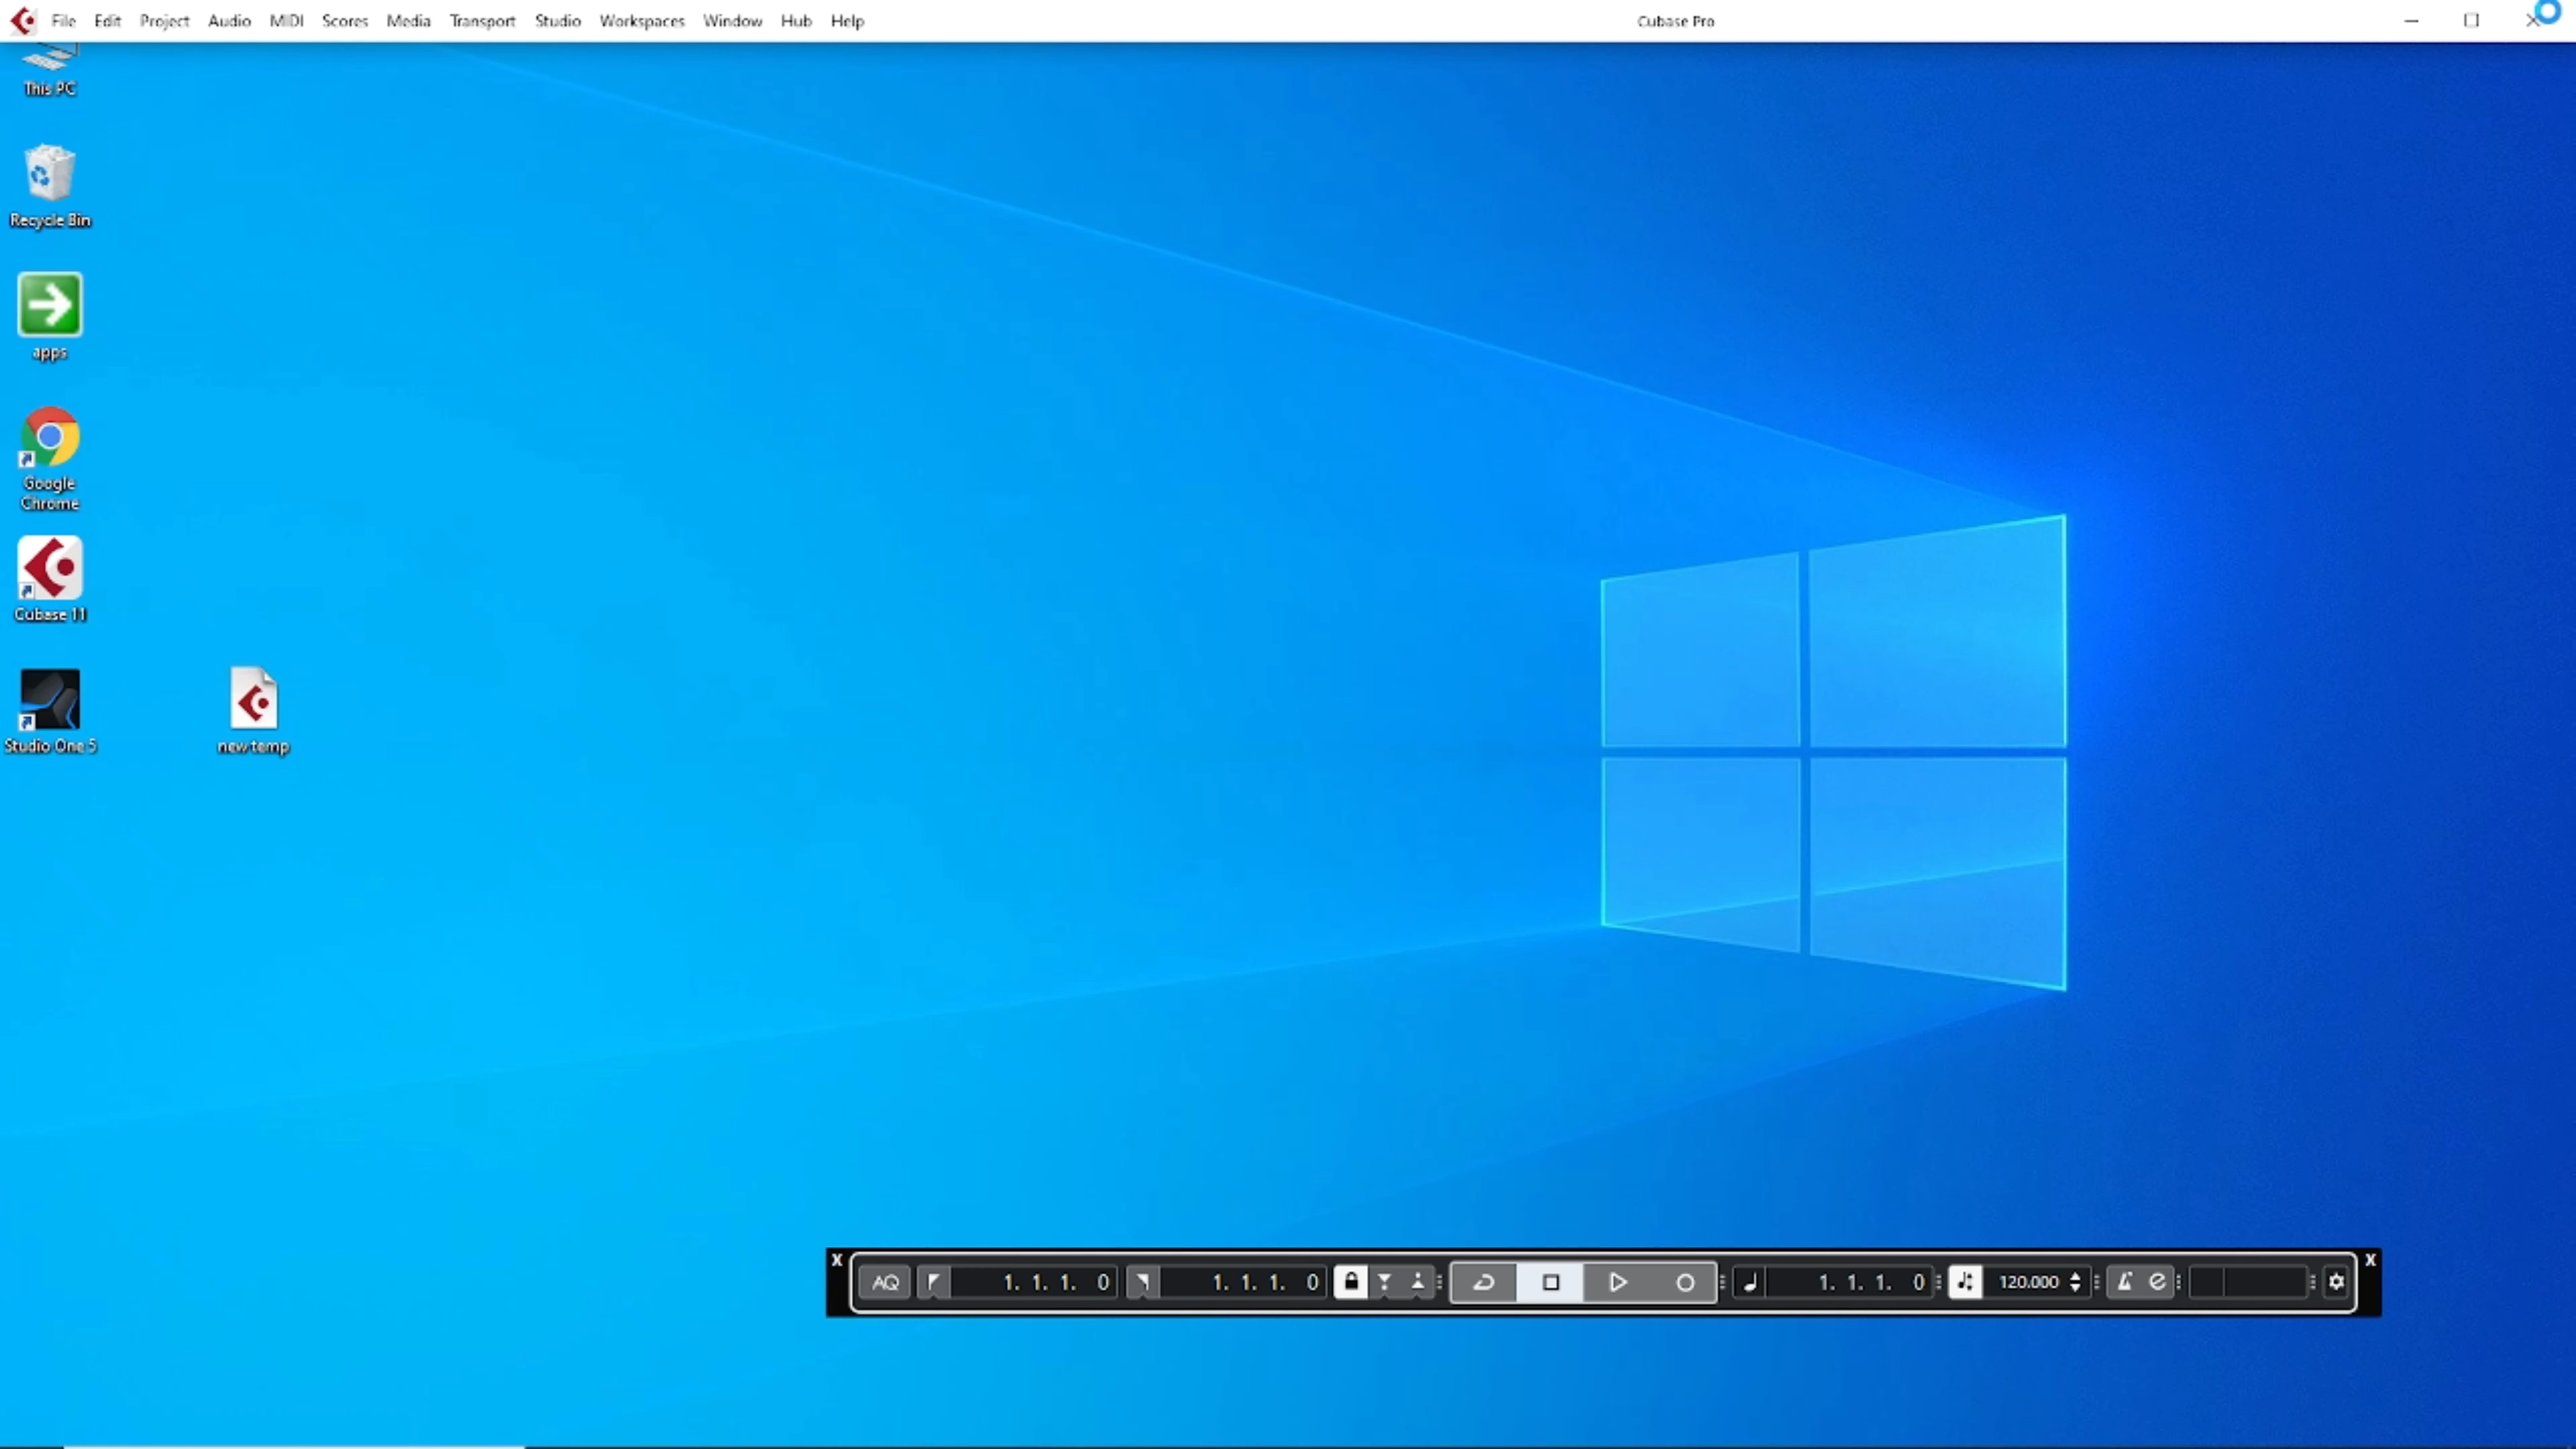 File Edit Project Audio MIDI Scores Media Transport Studio Workspaces Window Hub Help
Cubase Pro
This PC
Recycle Bin
apps
Google
Chrome
Cubase 11
Studio One 5
new temp
X AQ 1. 1. 1. 0 1. 1. 1. 0 1. 1. 1. 0 120.000 X